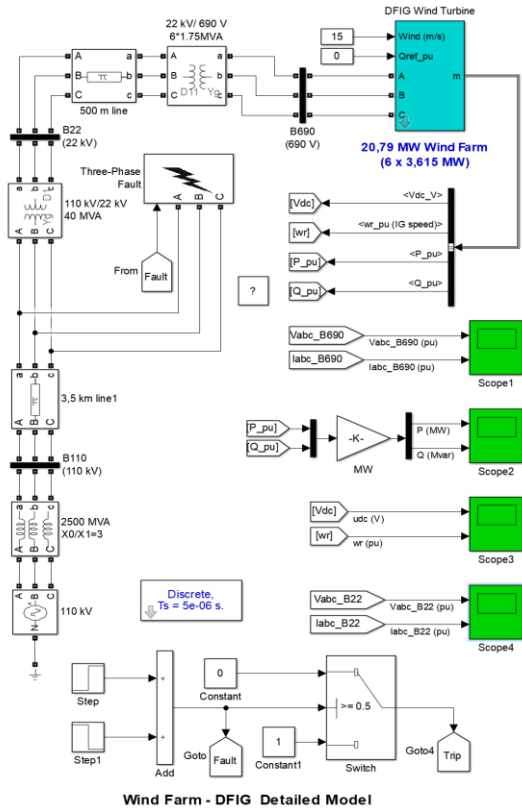 22 kV/ 690 V
6*1.75MVA
DFIG Wind Turbine
A
B
C
π
a
b
c
500 m line
A
B
C
D11 Yg
a
b
c
B690
(690 V)
15
0
Wind (m/s)
Qref_pu
A
B
C
m
20,79 MW Wind Farm
(6 x 3,615 MW)
B22
(22 kV)
a b c
D1
Yg
A B C
110 kV/22 kV
40 MVA
Three-Phase
Fault
A B C
From
Fault
?
[Vdc]
<Vdc_V>
[wr]
<wr_pu (IG speed)>
[P_pu]
<P_pu>
[Q_pu]
<Q_pu>
Vabc_B690
Vabc_B690 (pu)
Iabc_B690
Iabc_B690 (pu)
Scope1
a b c
π
A B C
3,5 km line1
[P_pu]
[Q_pu]
-K-
MW
P (MW)
Q (Mvar)
Scope2
B110
(110 kV)
a b c
A B C
2500 MVA
X0/X1=3
[Vdc]
udc (V)
[wr]
wr (pu)
Scope3
A B C
N
110 kV
Discrete,
Ts = 5e-06 s.
Vabc_B22
Vabc_B22 (pu)
Iabc_B22
Iabc_B22 (pu)
Scope4
Step
Step1
+
+
Add
0
Constant
Goto
Fault
1
Constant1
>= 0.5
Switch
Goto4
Trip
Wind Farm - DFIG Detailed Model